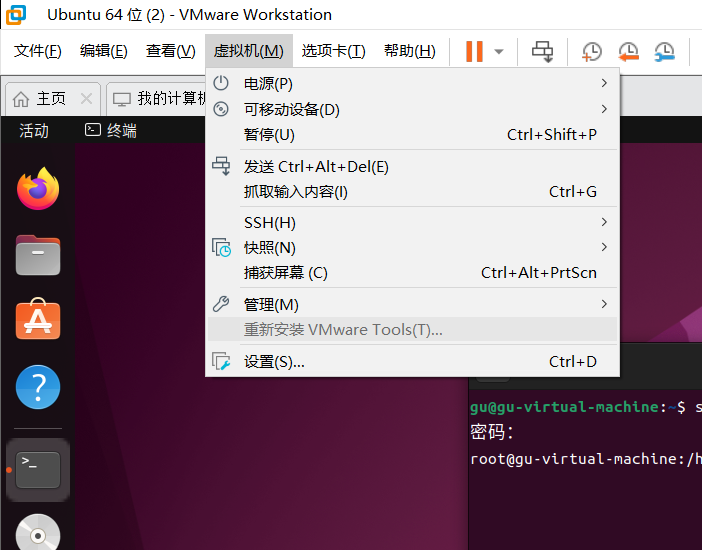 Ubuntu 64 位 (2) - VMware Workstation
文件(F) 编辑(E) 查看(V) 虚拟机(M) 选项卡(T) 帮助(H)
主页 我的计算机
活动 终端
电源(P)
可移动设备(D)
暂停(U) Ctrl+Shift+P
发送 Ctrl+Alt+Del(E)
抓取输入内容(I) Ctrl+G
SSH(H)
快照(N)
捕获屏幕 (C) Ctrl+Alt+PrtScn
管理(M)
重新安装 VMware Tools(T)...
设置(S)... Ctrl+D
gu@gu-virtual-machine:~$ s
密码：
root@gu-virtual-machine:/h